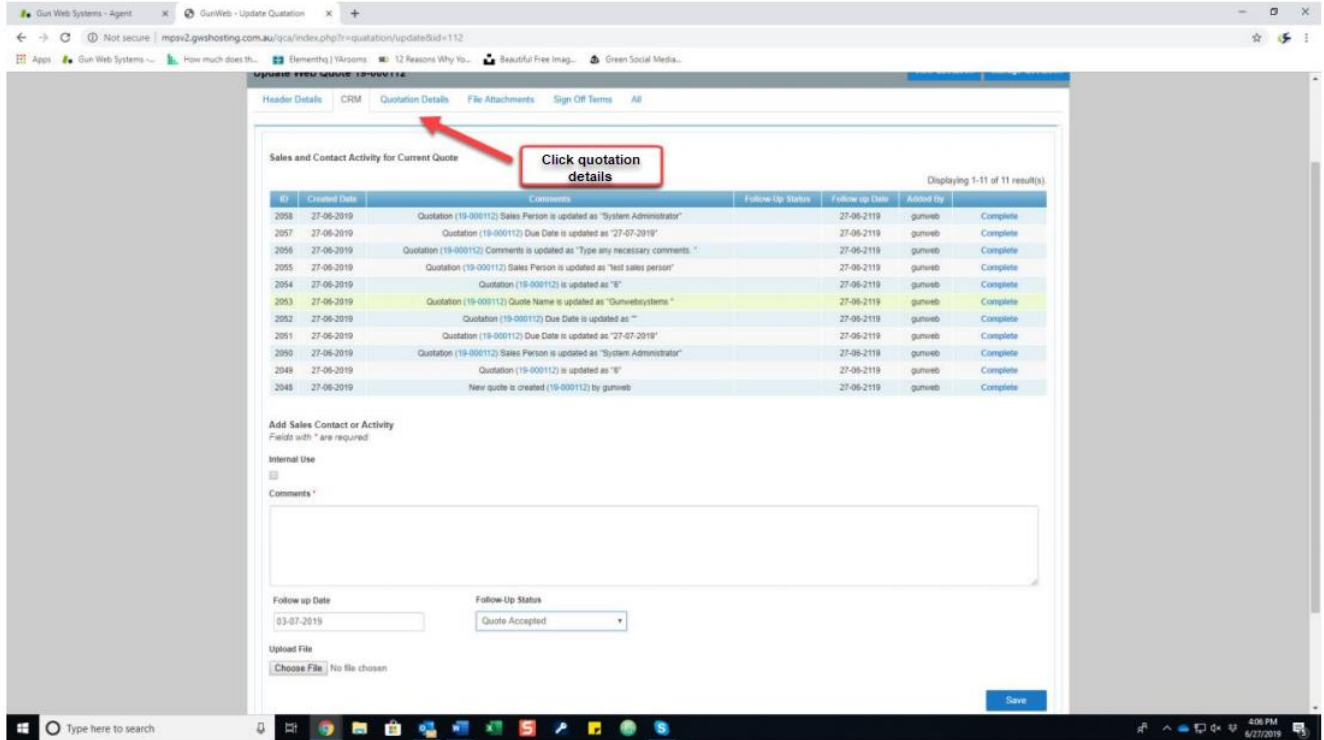 Gun Web Systems - Agent
GunWeb - Update Quatation
Not secure | mpsv2.gwshosting.com.au/qca/index.php?r=quatation/update&id=112
Apps Gun Web Systems -... How much does th... Elementhq | YArooms 12 Reasons Why Yo... Beautiful Free Imag... Green Social Media...
Update Web Quote 19-000112
Header Details CRM Quotation Details File Attachments Sign Off Terms All
Click quotation
details
Sales and Contact Activity for Current Quote
Displaying 1-11 of 11 result(s).
ID Created Date Comments Follow-Up Status Follow up Date Added By
2058 27-06-2019 Quotation (19-000112) Sales Person is updated as "System Administrator" 27-06-2119 gunweb Complete
2057 27-06-2019 Quotation (19-000112) Due Date is updated as "27-07-2019" 27-06-2119 gunweb Complete
2056 27-06-2019 Quotation (19-000112) Comments is updated as "Type any necessary comments. " 27-06-2119 gunweb Complete
2055 27-06-2019 Quotation (19-000112) Sales Person is updated as "test sales person" 27-06-2119 gunweb Complete
2054 27-06-2019 Quotation (19-000112) is updated as "6" 27-06-2119 gunweb Complete
2053 27-06-2019 Quotation (19-000112) Quote Name is updated as "Gunwebsystems " 27-06-2119 gunweb Complete
2052 27-06-2019 Quotation (19-000112) Due Date is updated as "" 27-06-2119 gunweb Complete
2051 27-06-2019 Quotation (19-000112) Due Date is updated as "27-07-2019" 27-06-2119 gunweb Complete
2050 27-06-2019 Quotation (19-000112) Sales Person is updated as "System Administrator" 27-06-2119 gunweb Complete
2049 27-06-2019 Quotation (19-000112) is updated as "6" 27-06-2119 gunweb Complete
2048 27-06-2019 New quote is created (19-000112) by gunweb 27-06-2119 gunweb Complete
Add Sales Contact or Activity
Fields with * are required.
Internal Use
Comments *
Follow up Date Follow-Up Status
03-07-2019 Quote Accepted
Upload File
Choose File No file chosen
Save
Type here to search
4:06 PM
6/27/2019